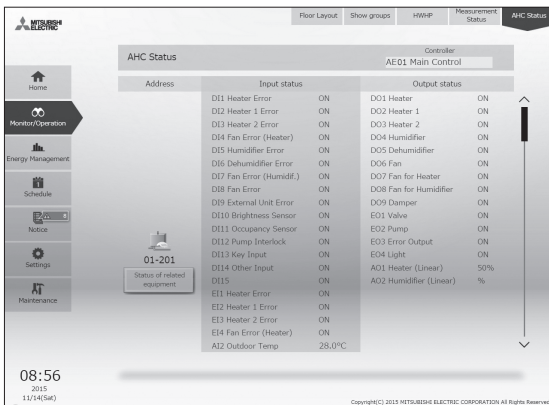 MITSUBISHI ELECTRIC
Floor Layout
Show groups
HWHP
Measurement Status
AHC Status
AHC Status
Controller
AE01 Main Control
Home
Monitor/Operation
Energy Management
Schedule
Notice
8
Settings
Maintenance
08:56
2015
11/14(Sat)
Address
Input status
Output status
01-201
Status of related equipment
DI1 Heater Error ON
DI2 Heater 1 Error ON
DI3 Heater 2 Error ON
DI4 Fan Error (Heater) ON
DI5 Humidifier Error ON
DI6 Dehumidifier Error ON
DI7 Fan Error (Humidif.) ON
DI8 Fan Error ON
DI9 External Unit Error ON
DI10 Brightness Sensor ON
DI11 Occupancy Sensor ON
DI12 Pump Interlock ON
DI13 Key Input ON
DI14 Other Input ON
DI15 ON
EI1 Heater Error ON
EI2 Heater 1 Error ON
EI3 Heater 2 Error ON
EI4 Fan Error (Heater) ON
AI2 Outdoor Temp 28.0°C
DO1 Heater ON
DO2 Heater 1 ON
DO3 Heater 2 ON
DO4 Humidifier ON
DO5 Dehumidifier ON
DO6 Fan ON
DO7 Fan for Heater ON
DO8 Fan for Humidifier ON
DO9 Damper ON
EO1 Valve ON
EO2 Pump ON
EO3 Error Output ON
EO4 Light ON
AO1 Heater (Linear) 50%
AO2 Humidifier (Linear) %
Copyright(C) 2015 MITSUBISHI ELECTRIC CORPORATION All Rights Reserved